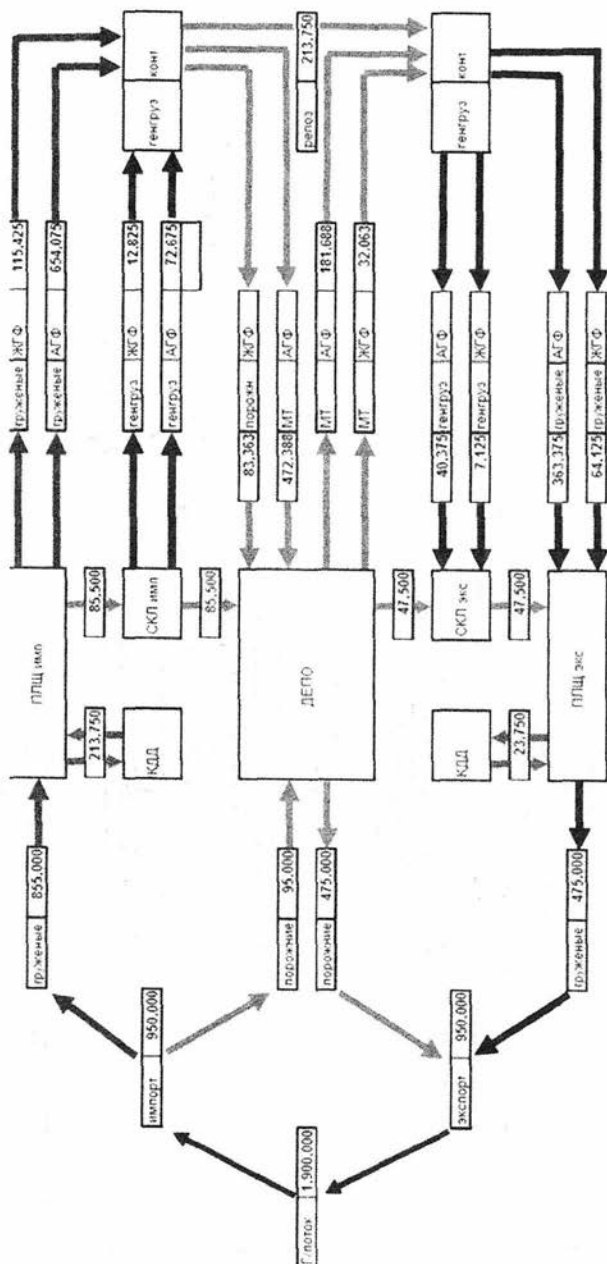 груженые 855,000
ПЛЩ имп
груженые ЖГФ 115,425
груженые АГФ 654,075
213,750
85,500
импорт 950,000
КДД
СКЛ имп
генгруз ЖГФ 12,825
генгруз конт
генгруз АГФ 72,675
85,500
83,363 порожн ЖГФ
порожние 95,000
472,388 МТ АГФ
Г/поток 1,900,000
ДЕПО
репоз 213,750
порожние 475,000
МТ АГФ 181,688
МТ ЖГФ 32,063
47,500
40,375 генгруз АГФ
экспорт 950,000
КДД
СКЛ экс
генгруз конт
7,125 генгруз ЖГФ
23,750
47,500
363,375 груженые АГФ
груженые 475,000
ПЛЩ экс
64,125 груженые ЖГФ